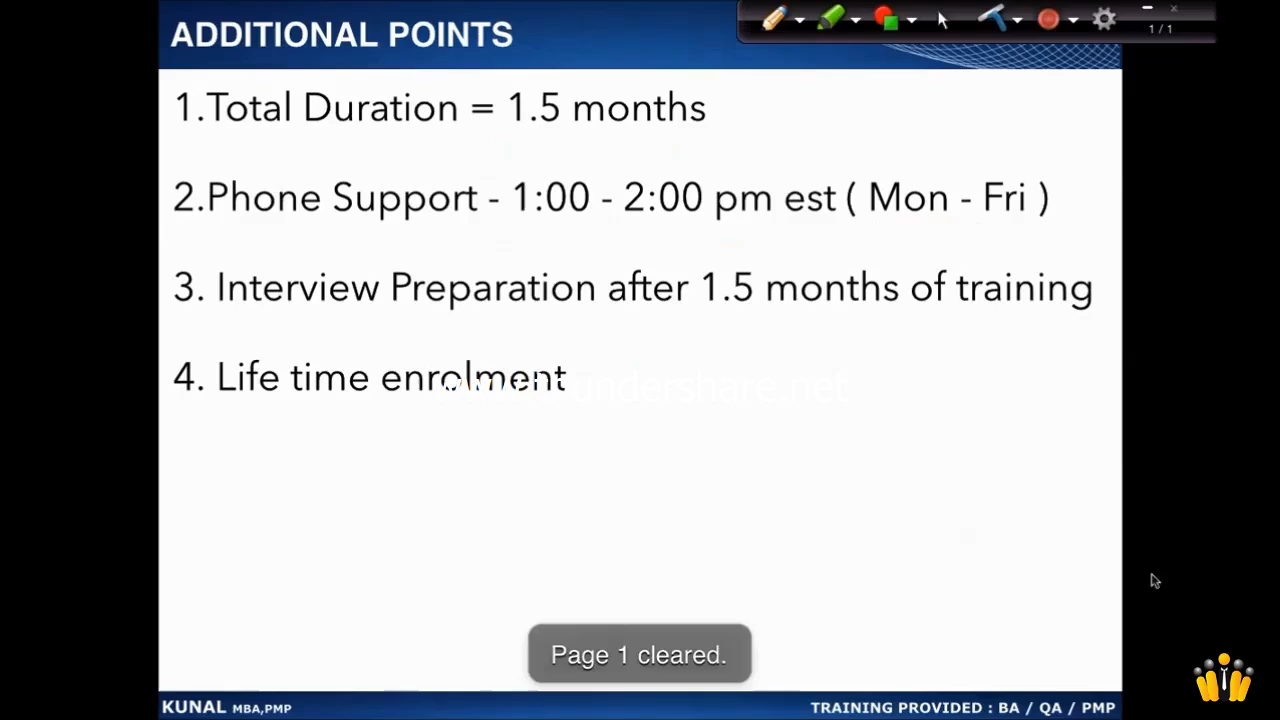 ADDITIONAL POINTS
1 / 1
1.Total Duration = 1.5 months
2.Phone Support - 1:00 - 2:00 pm est ( Mon - Fri )
3. Interview Preparation after 1.5 months of training
4. Life time enrolment
Page 1 cleared.
KUNAL MBA,PMP
TRAINING PROVIDED : BA / QA / PMP